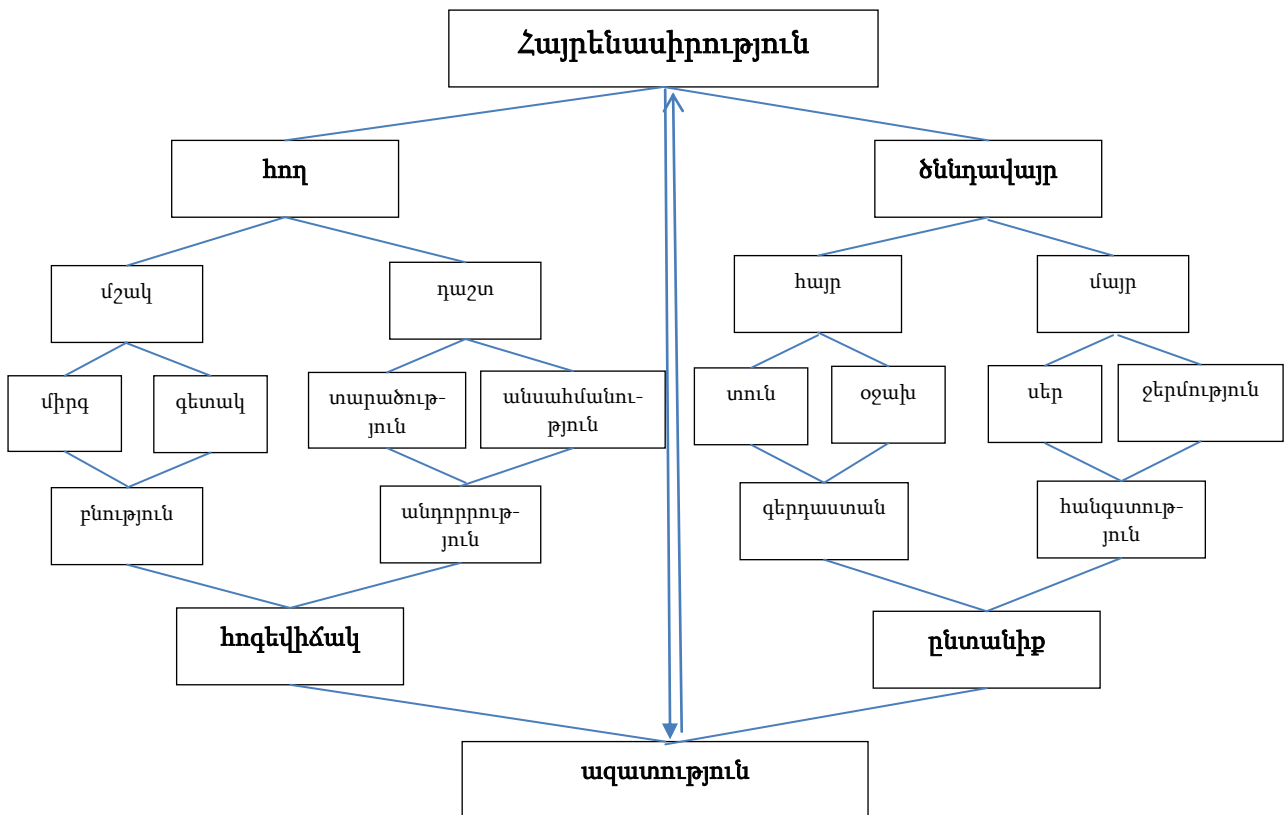 Հայրենասիրություն
հող
ծննդավայր
մշակ
դաշտ
հայր
մայր
միրգ
գետակ
տարածութ-
յուն
անսահմանու-
թյուն
տուն
օջախ
սեր
ջերմություն
բնություն
անդորրութ-
յուն
գերդաստան
հանգստութ-
յուն
հոգեվիճակ
ընտանիք
ազատություն